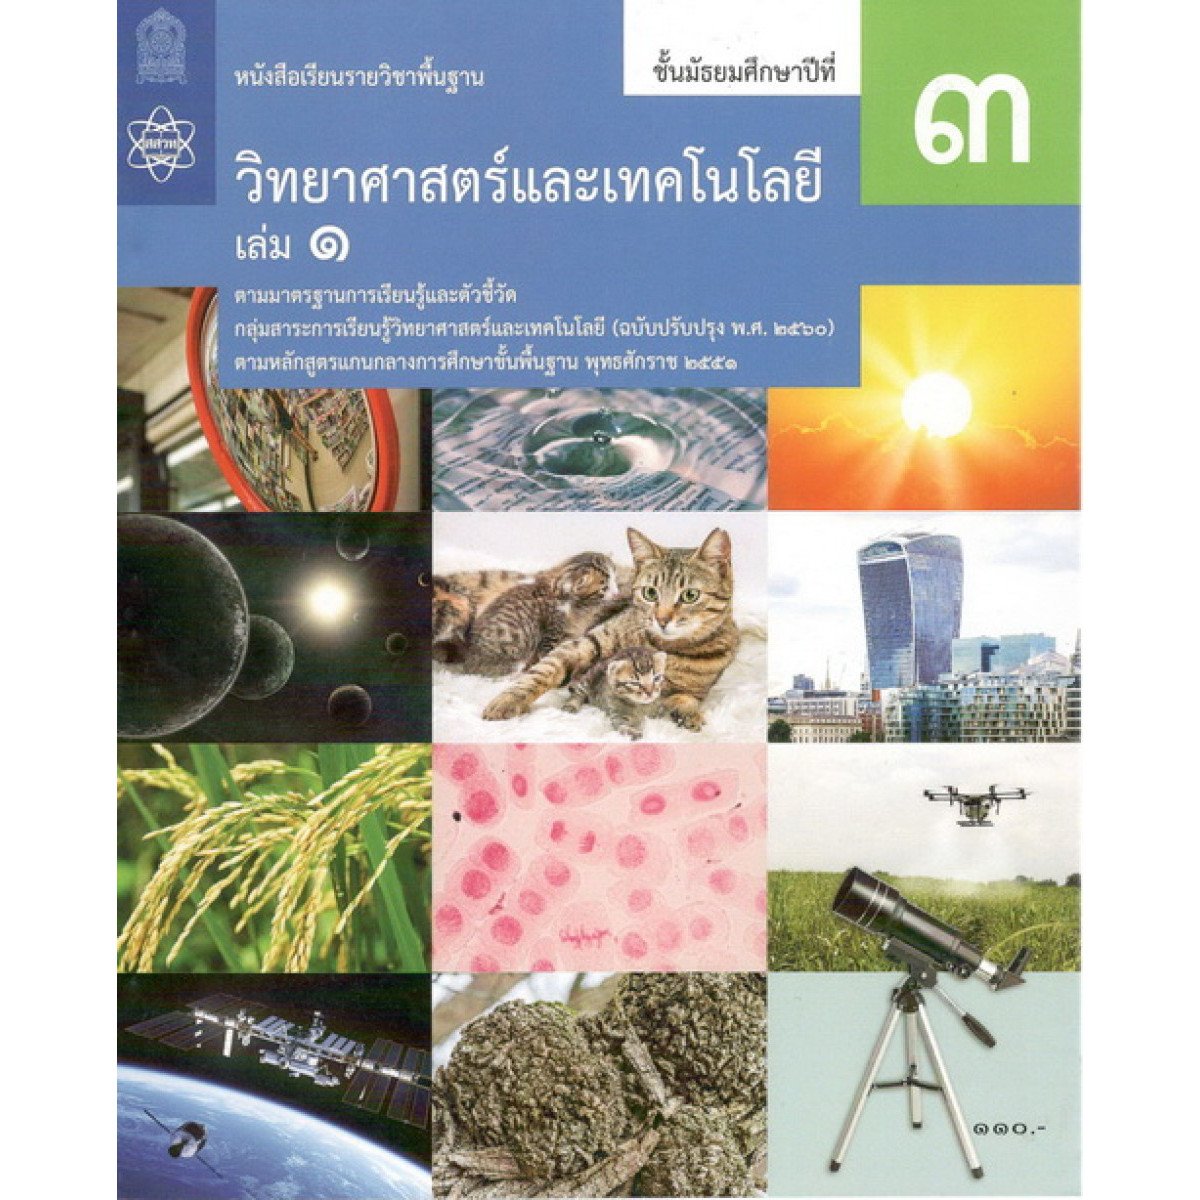 หนังสือเรียนรายวิชาพื้นฐาน
ชั้นมัธยมศึกษาปีที่
๓
สสวท
วิทยาศาสตร์และเทคโนโลยี
เล่ม ๑
ตามมาตรฐานการเรียนรู้และตัวชี้วัด
กลุ่มสาระการเรียนรู้วิทยาศาสตร์และเทคโนโลยี (ฉบับปรับปรุง พ.ศ. ๒๕๖๐)
ตามหลักสูตรแกนกลางการศึกษาขั้นพื้นฐาน พุทธศักราช ๒๕๕๑
๑๑๐.-